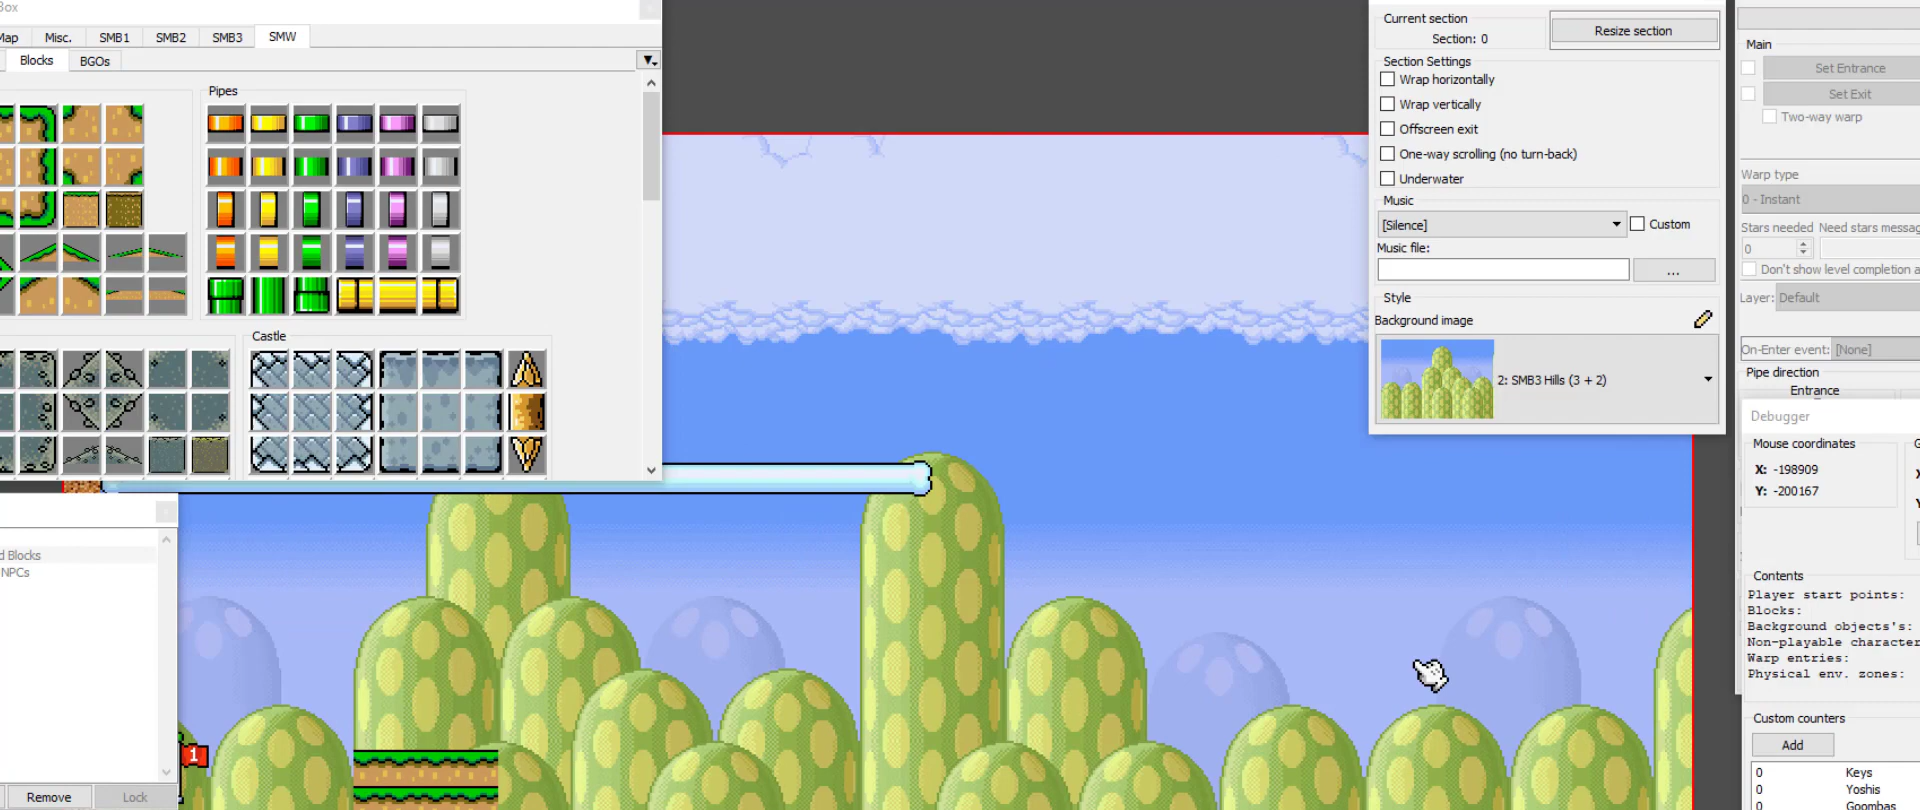 Box
Map
Misc.
SMB1
SMB2
SMB3
SMW
Blocks
BGOs
Pipes
Castle
d Blocks
NPCs
Remove
Lock
1
Current section
Section: 0
Resize section
Section Settings
Wrap horizontally
Wrap vertically
Offscreen exit
One-way scrolling (no turn-back)
Underwater
Music
[Silence]
Custom
Music file:
...
Style
Background image
2: SMB3 Hills (3 + 2)
Main
Set Entrance
Set Exit
Two-way warp
Warp type
0 - Instant
Stars needed
Need stars messag
0
Don't show level completion a
Layer:
Default
On-Enter event:
[None]
Pipe direction
Entrance
Debugger
Mouse coordinates
G
X: -198909
X
Y: -200167
Y
Contents
Player start points:
Blocks:
Background objects's:
Non-playable character
Warp entries:
Physical env. zones:
Custom counters
Add
0 Keys
0 Yoshis
0 Goombas